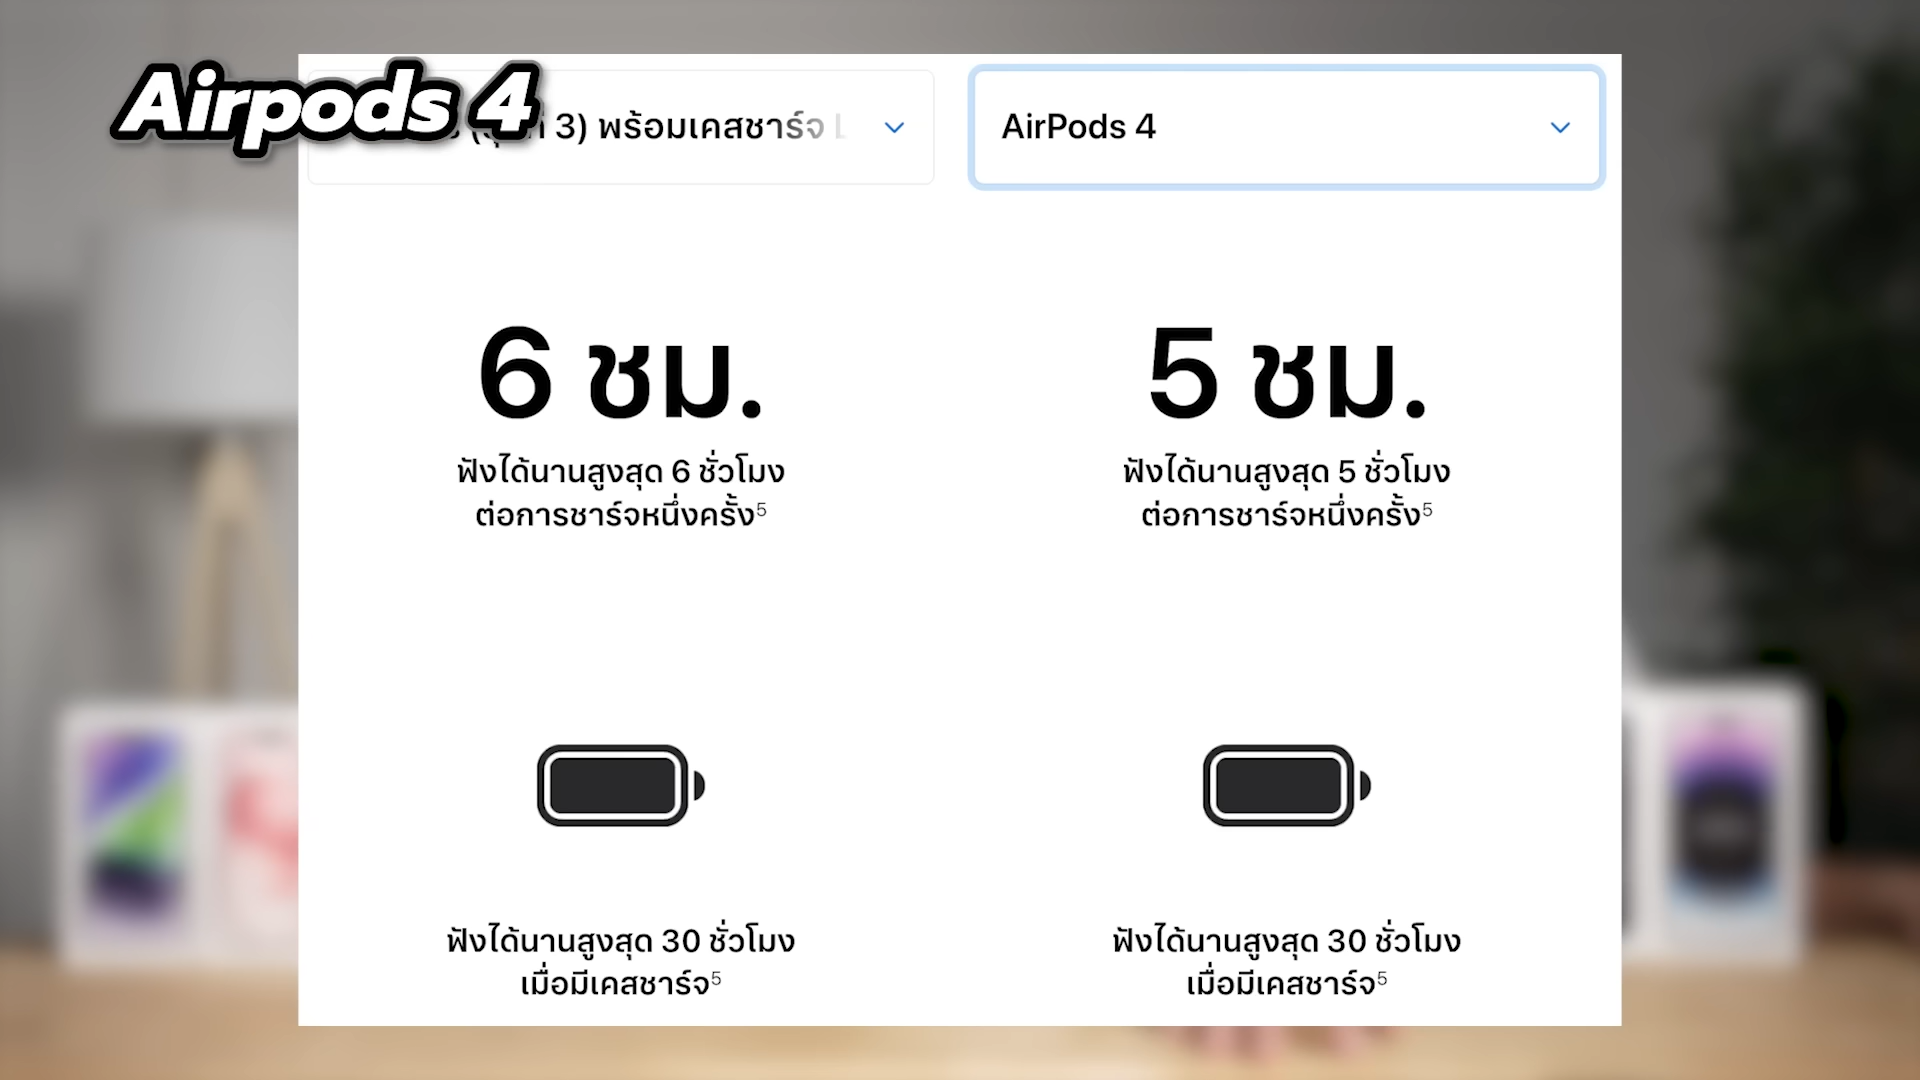 Airpods 4
3) พร้อมเคสชาร์จ
AirPods 4
6 ชม.
ฟังได้นานสูงสุด 6 ชั่วโมง
ต่อการชาร์จหนึ่งครั้ง5
5 ชม.
ฟังได้นานสูงสุด 5 ชั่วโมง
ต่อการชาร์จหนึ่งครั้ง5
ฟังได้นานสูงสุด 30 ชั่วโมง
เมื่อมีเคสชาร์จ5
ฟังได้นานสูงสุด 30 ชั่วโมง
เมื่อมีเคสชาร์จ5